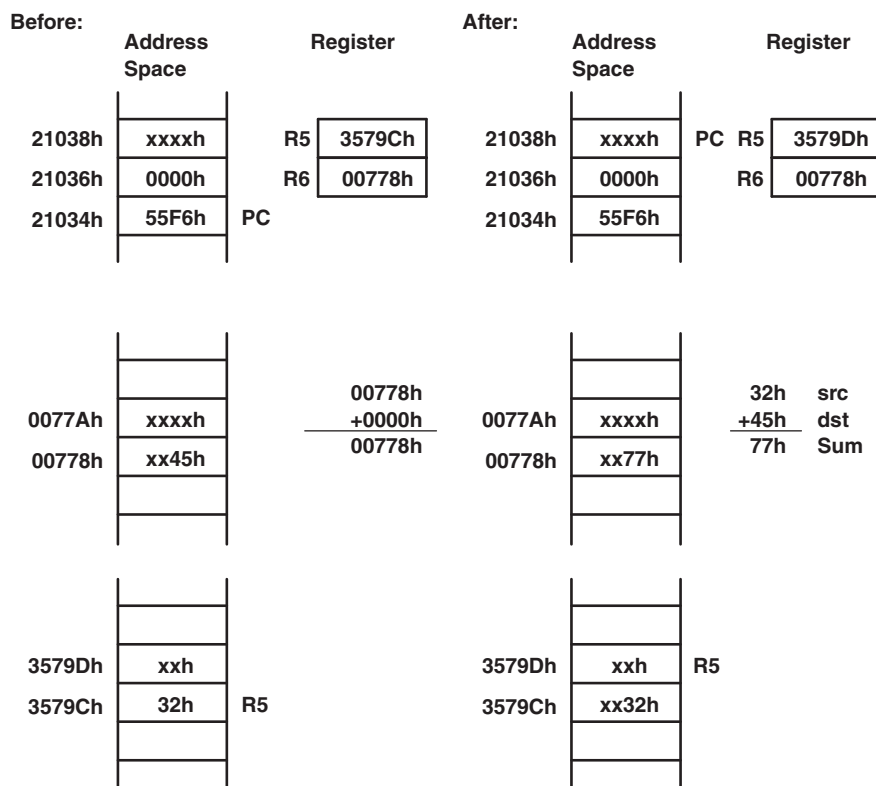 Before:
Address
Space
Register
21038h xxxxh R5 3579Ch
21036h 0000h R6 00778h
21034h 55F6h PC
After:
Address
Space
Register
21038h xxxxh PC R5 3579Dh
21036h 0000h R6 00778h
21034h 55F6h
00778h
0077Ah xxxxh +0000h
00778h xx45h 00778h
32h src
0077Ah xxxxh +45h dst
00778h xx77h 77h Sum
3579Dh xxh
3579Ch 32h R5
3579Dh xxh R5
3579Ch xx32h